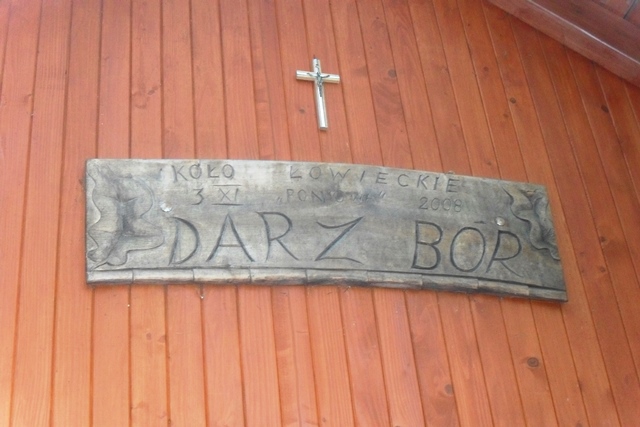 KOŁO ŁOWIECKIE
3 XI 2008
DARZ BÓR